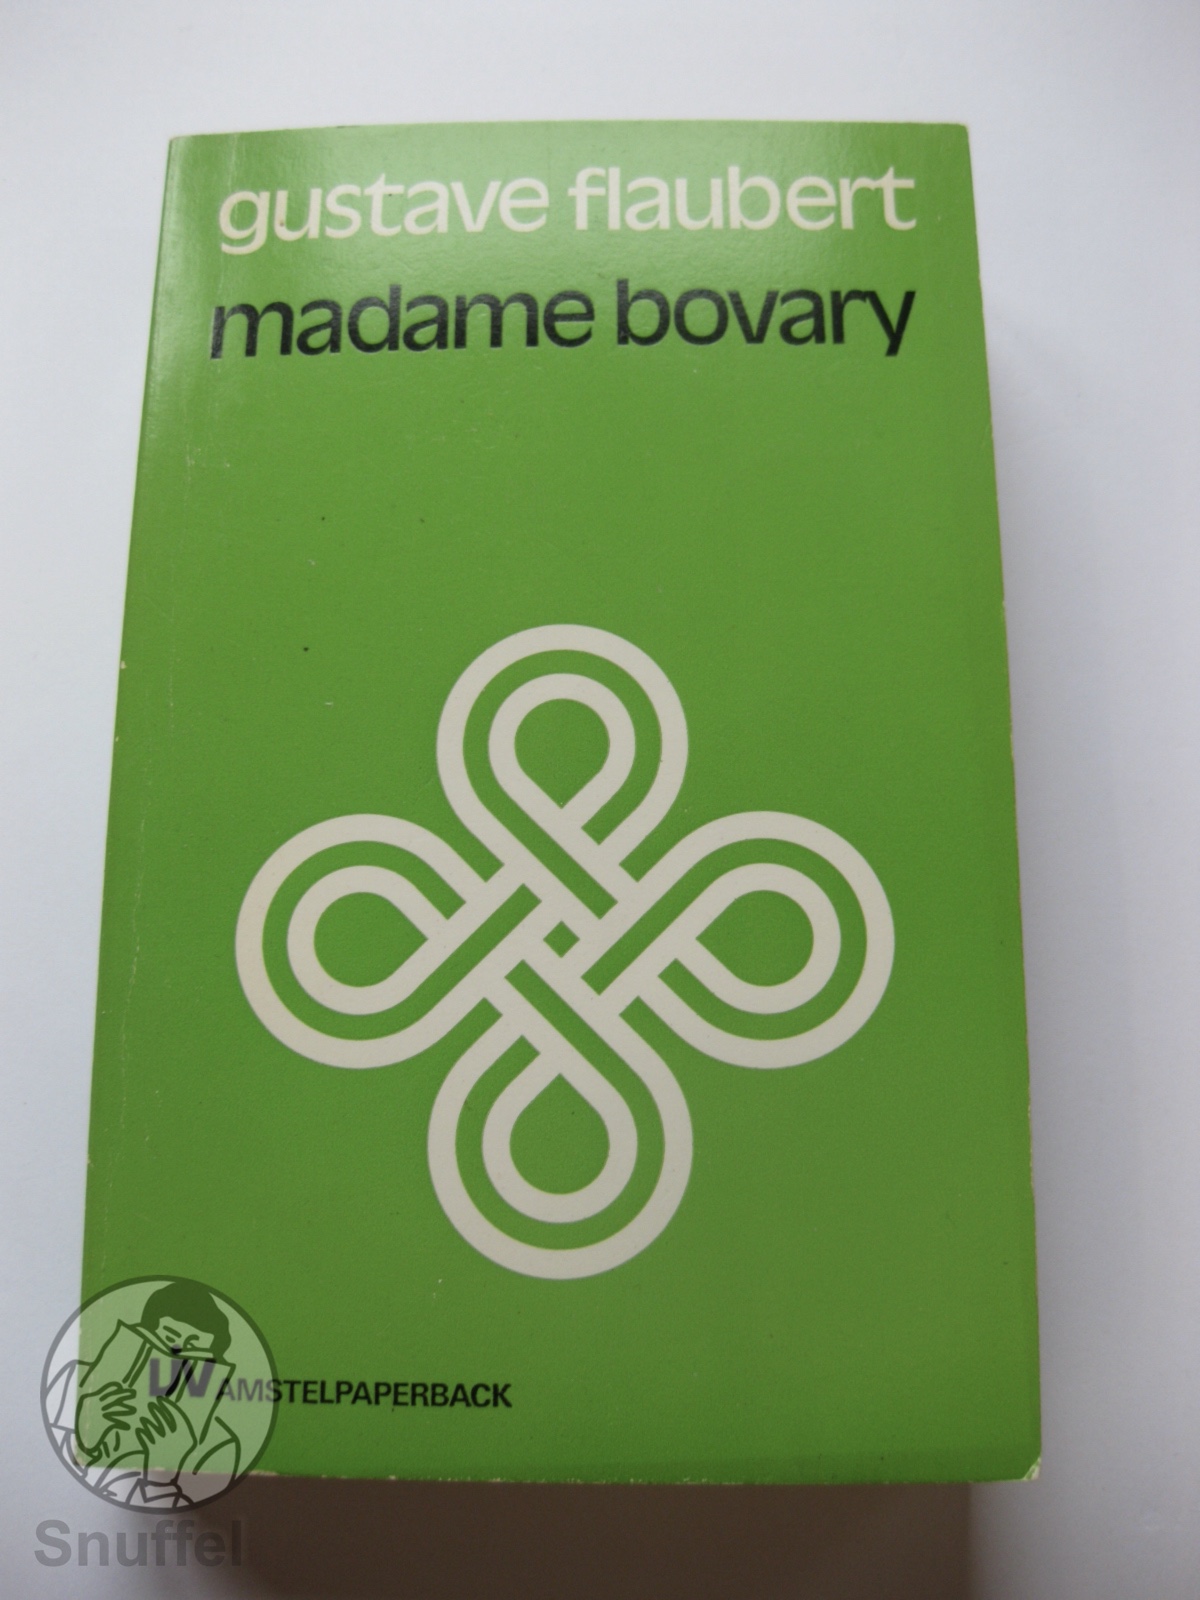 gustave flaubert
madame bovary
AMSTELPAPERBACK
Snuffel